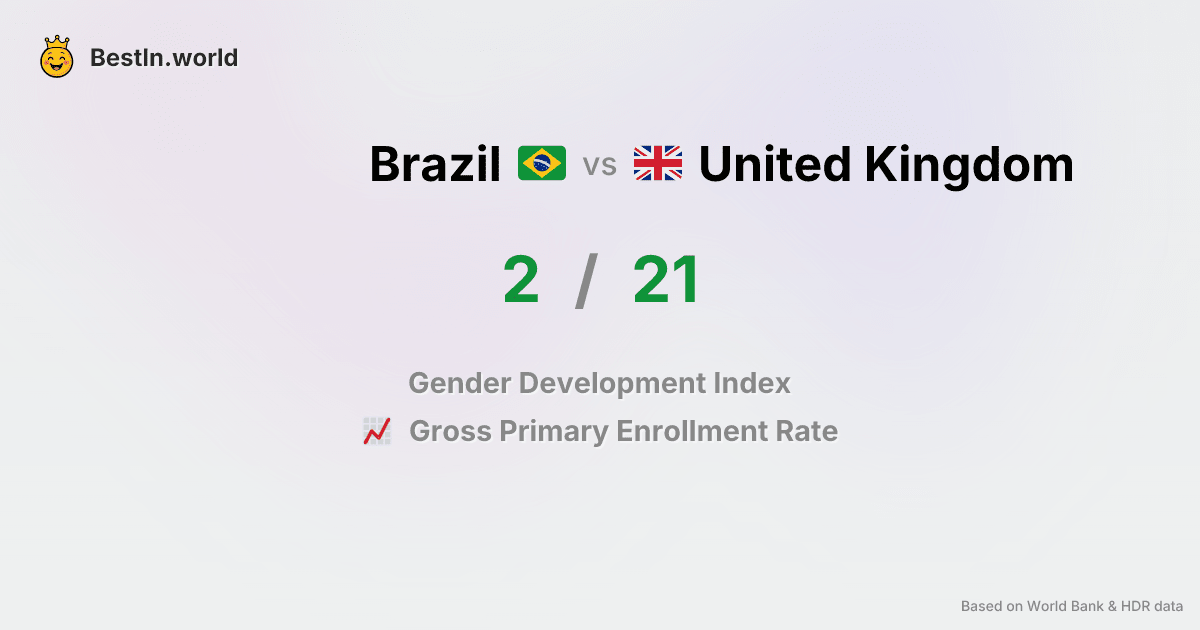 BestIn.world
Brazil vs United Kingdom
2 / 21
Gender Development Index
Gross Primary Enrollment Rate
Based on World Bank & HDR data